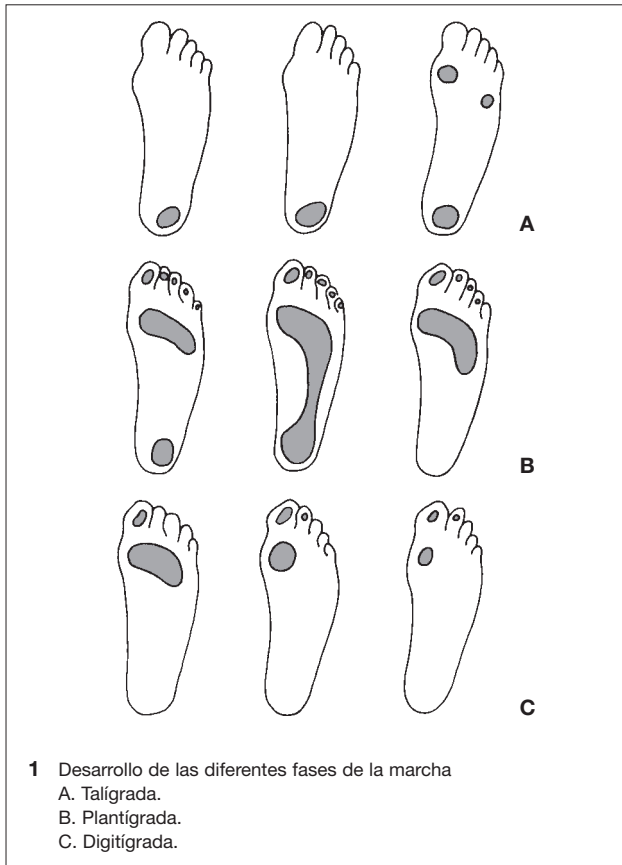 A
B
C
1 Desarrollo de las diferentes fases de la marcha
A. Talígrada.
B. Plantígrada.
C. Digitígrada.